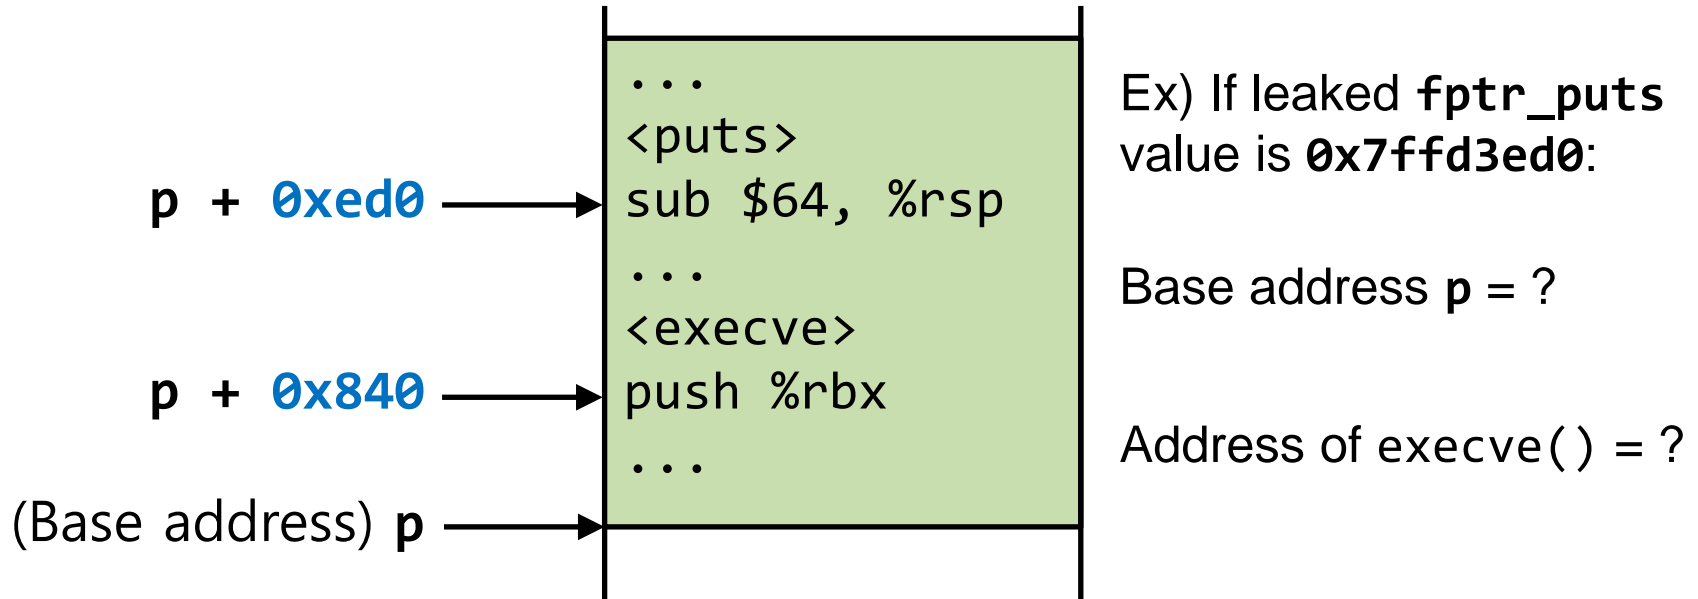 ...
<puts>
p + 0xed0
sub $64, %rsp
...
<execve>
p + 0x840
push %rbx
...
(Base address) p
Ex) If leaked fptr_puts
value is 0x7ffd3ed0:
Base address p = ?
Address of execve() = ?